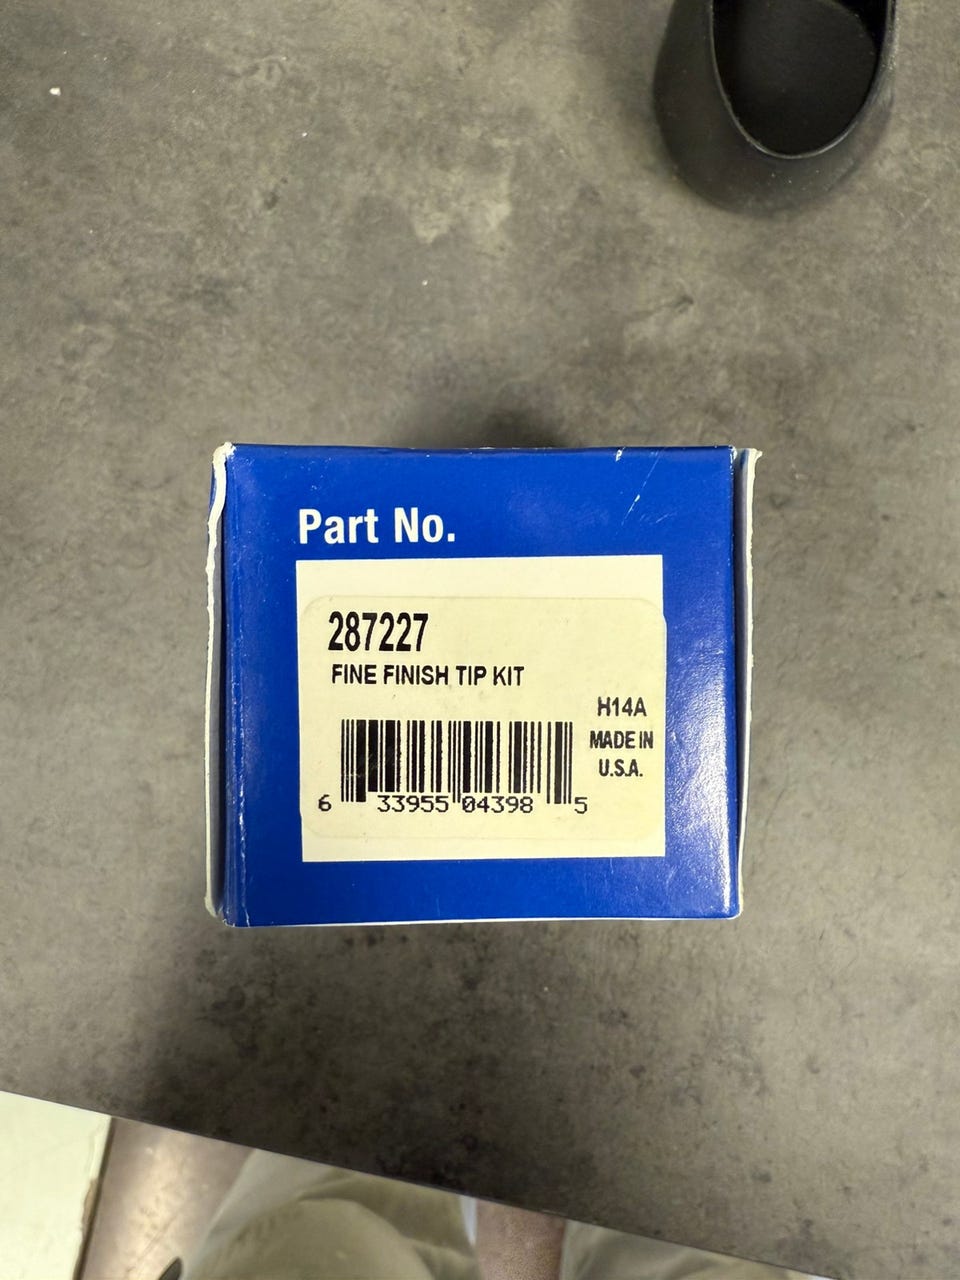 Part No.
287227
FINE FINISH TIP KIT
H14A
MADE IN
U.S.A.
6 33955 04398 5